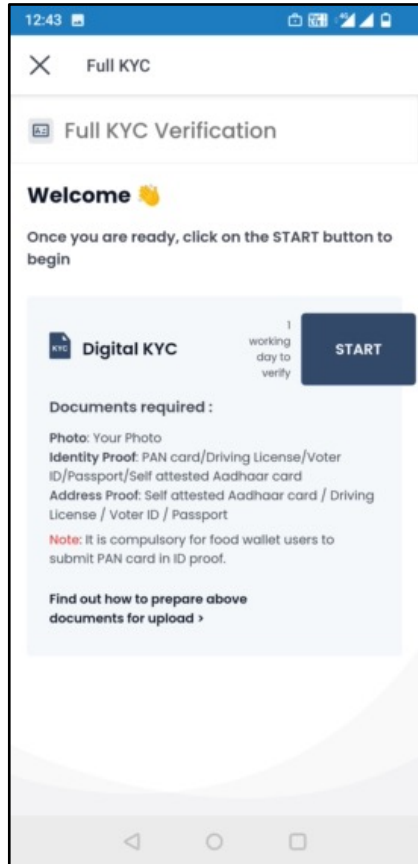 12:43
Full KYC
Full KYC Verification
Welcome 👋
Once you are ready, click on the START button to
begin
KYC
Digital KYC
1
working
day to
verify
START
Documents required :
Photo: Your Photo
Identity Proof: PAN card/Driving License/Voter
ID/Passport/Self attested Aadhaar card
Address Proof: Self attested Aadhaar card / Driving
License / Voter ID / Passport
Note: It is compulsory for food wallet users to
submit PAN card in ID proof.
Find out how to prepare above
documents for upload >